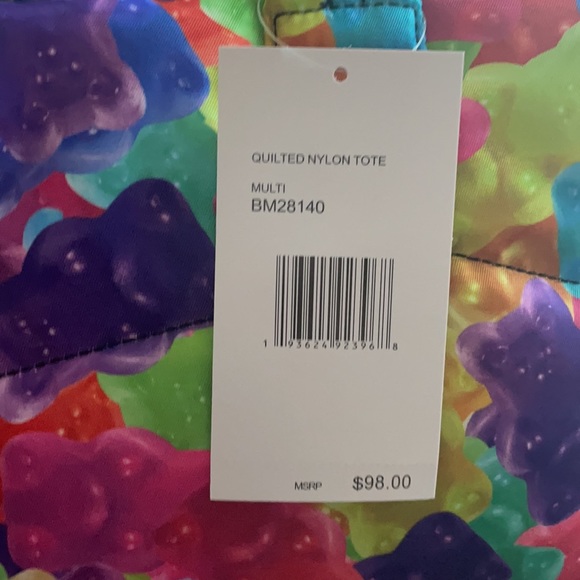 QUILTED NYLON TOTE
MULTI
BM28140
1 93624 92396 8
MSRP $98.00